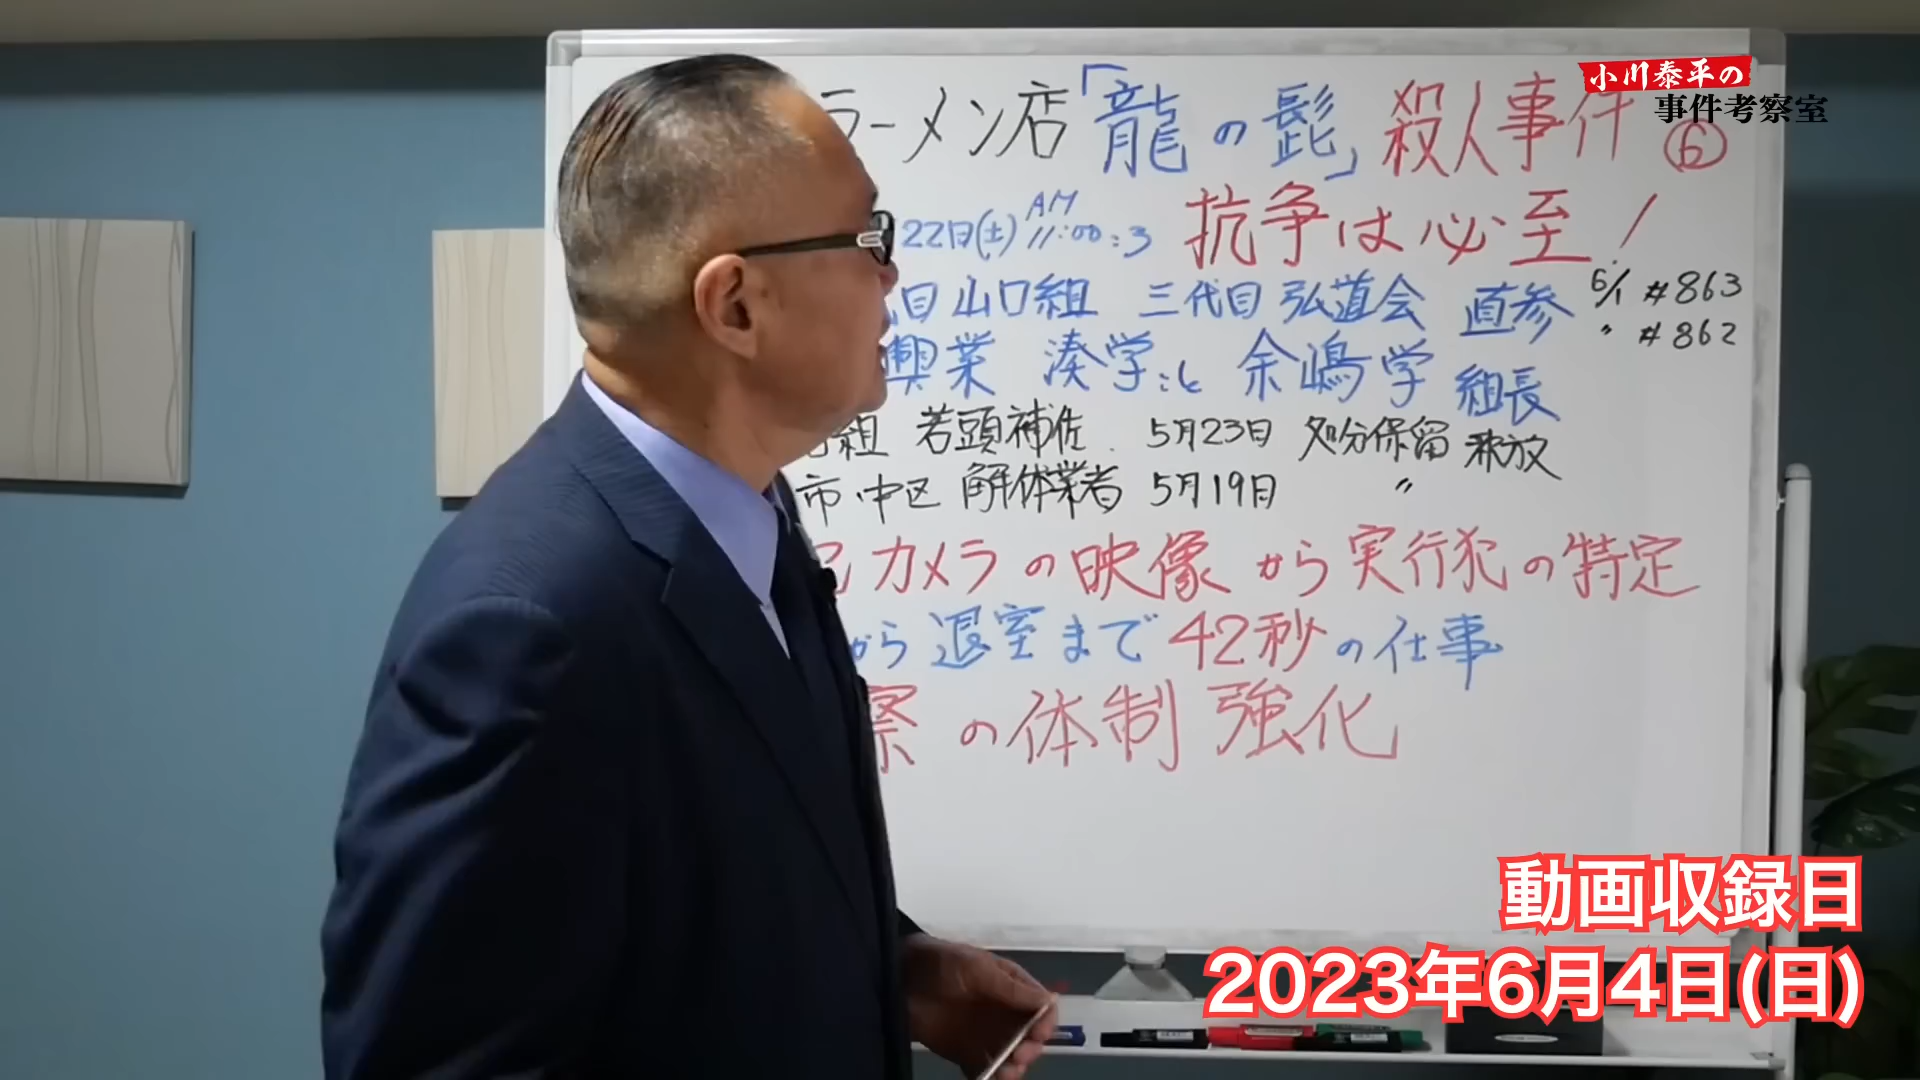 小川泰平の
事件考察室
ラーメン店「龍の髭」殺人事件⑥
22日(土) AM 11:00:3 抗争は必至!
目山口組 三代目弘道会 直参 6/1 #863
興業 湊学こと 余嶋学 組長 〃 #862
組 若頭補佐. 5月23日 処分保留 釈放
市・中区 解体業者 5月19日 〃
カメラの映像から実行犯の特定
から退室まで42秒の仕事
察の体制強化
動画収録日
2023年6月4日(日)